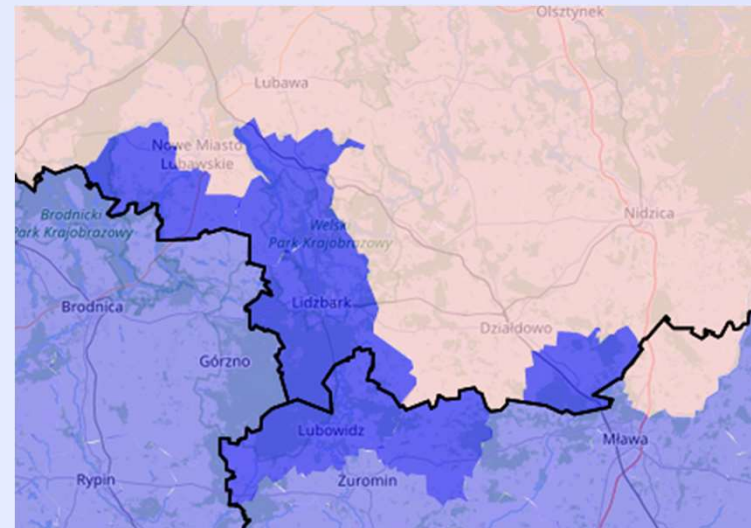 Olsztynek
Lubawa
Nowe Miasto
Lubawskie
Brodnicki
Park Krajobrazowy
Nidzica
Welski
Park Krajobrazowy
Brodnica
Lidzbark
Działdowo
Górzno
Lubowidz
Mława
Rypin
Żuromin